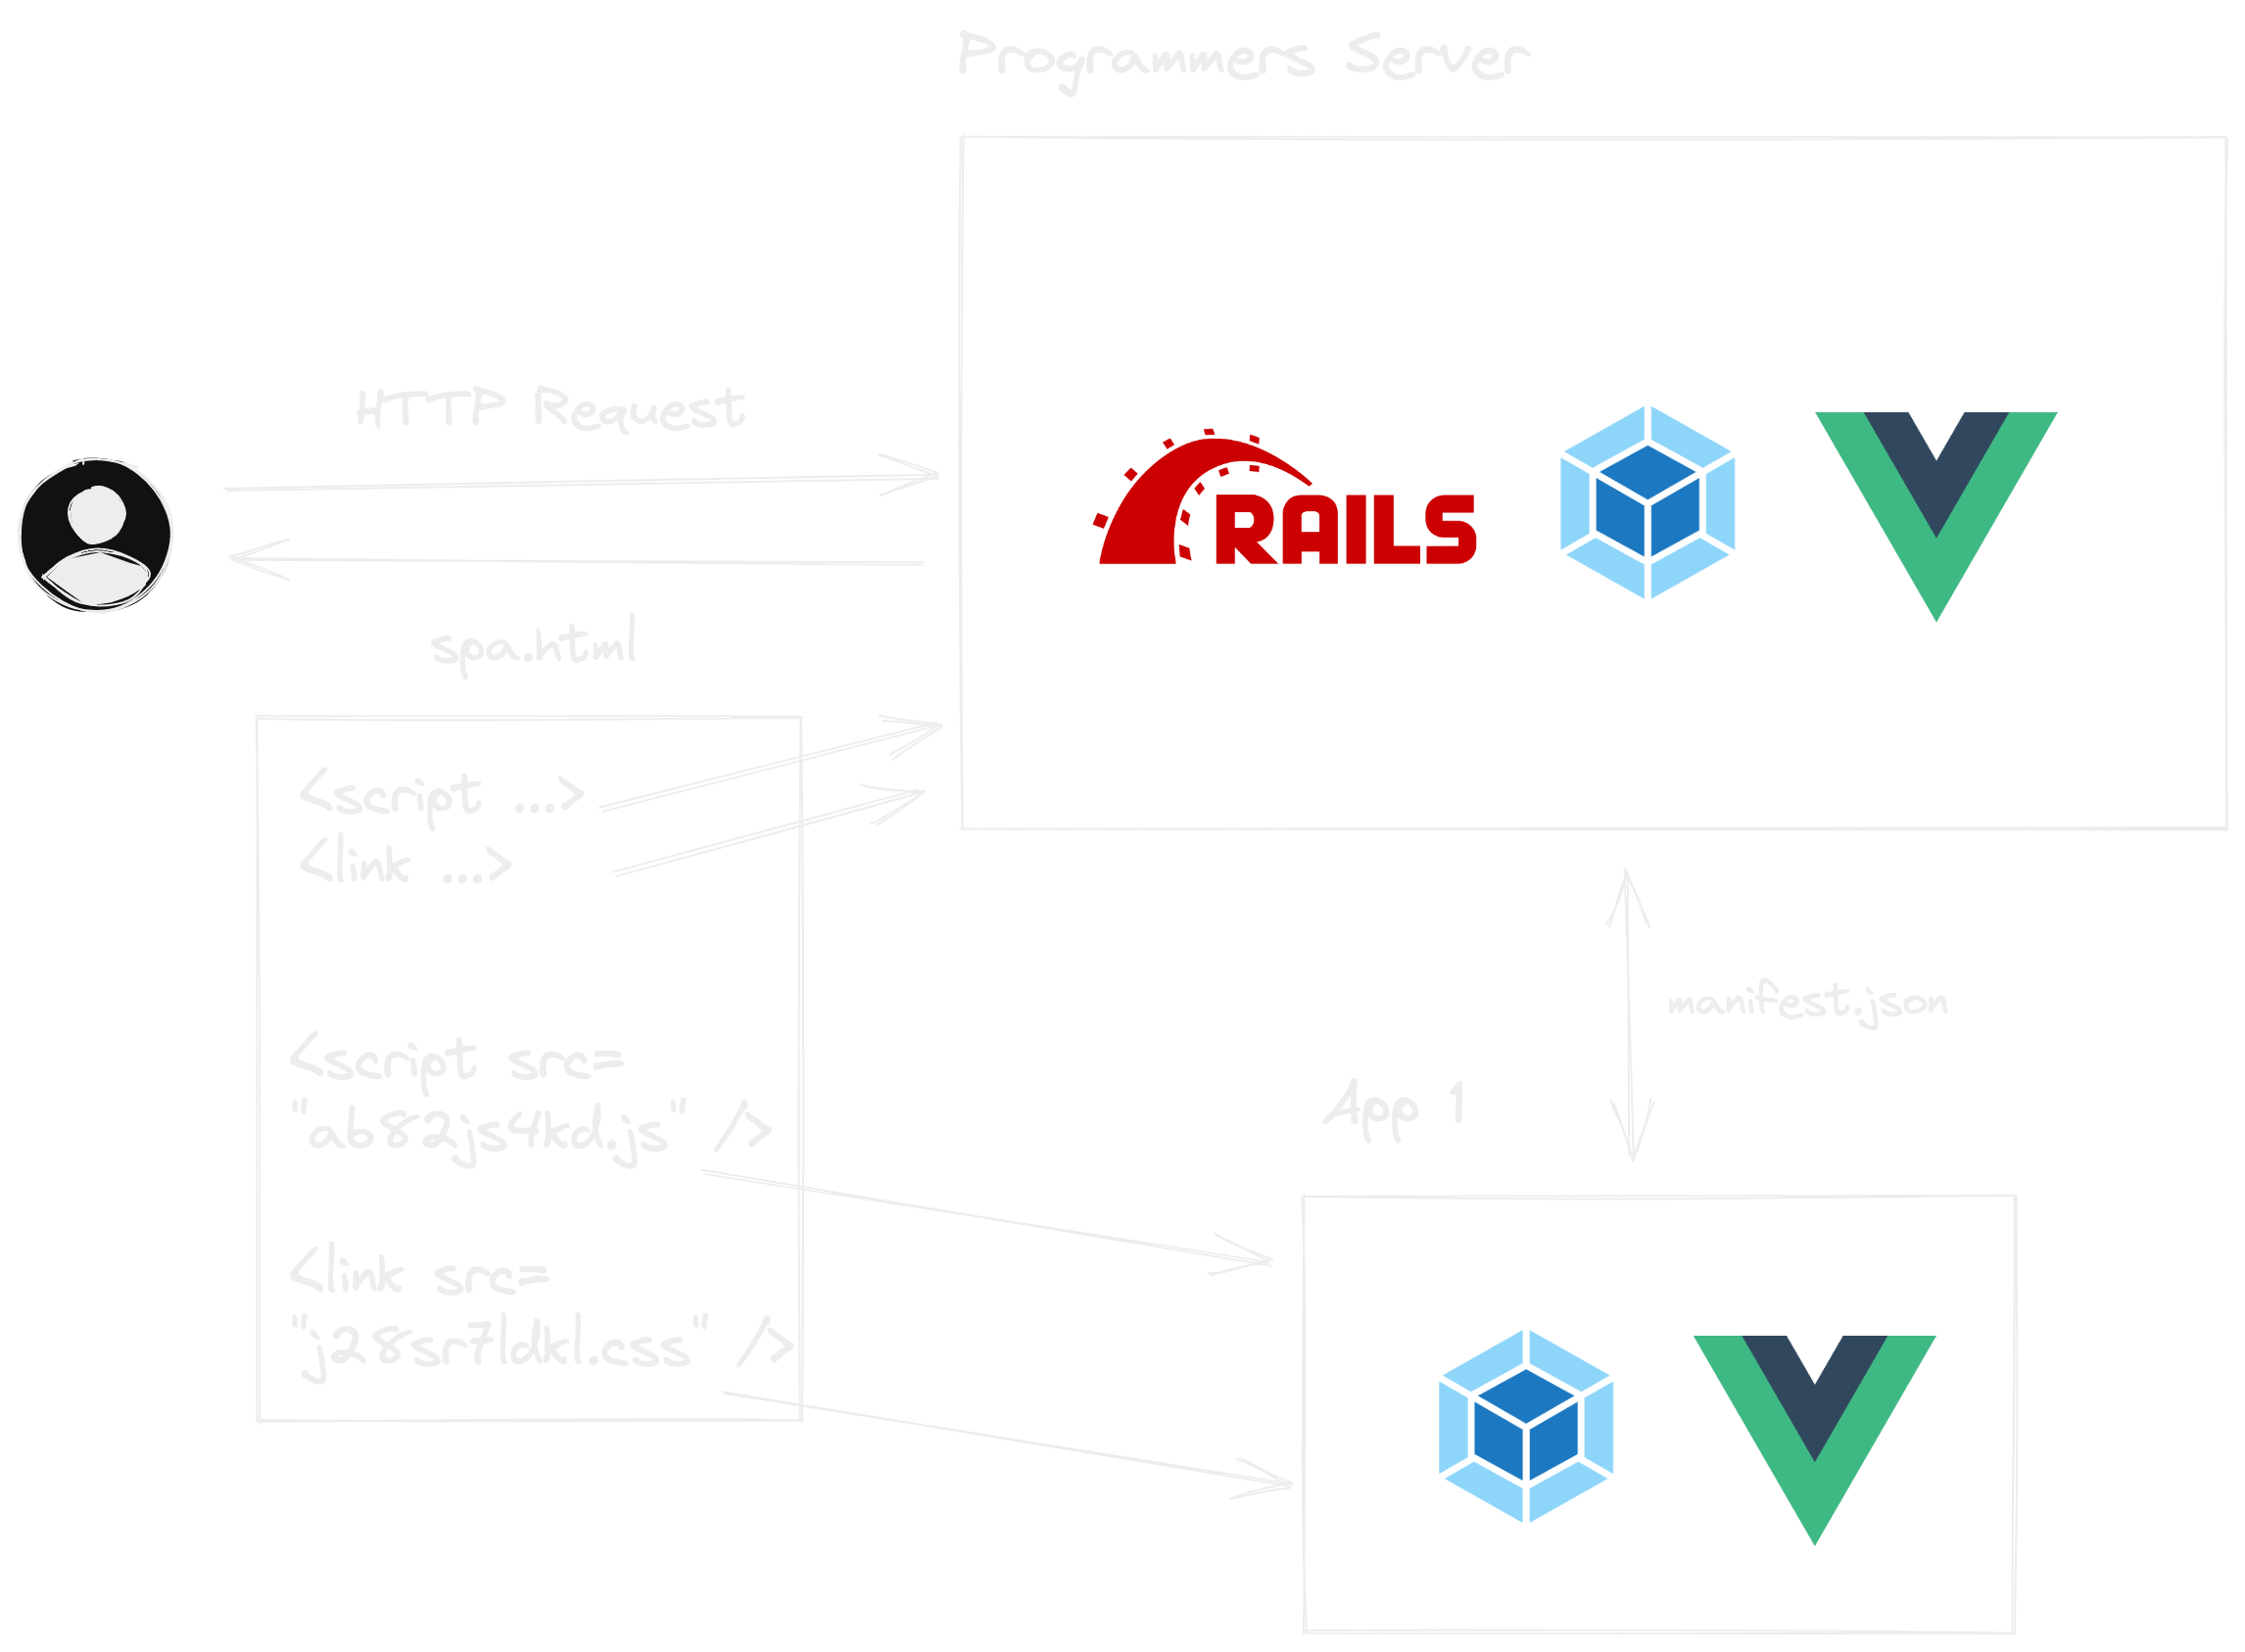 Programmers Server
HTTP Request
RAILS
spa.html
<script ...>
<link ...>
manifest.json
<script src=
"ab82js4kd.js" />
App 1
<link src=
"j28sr7ldkl.css" />